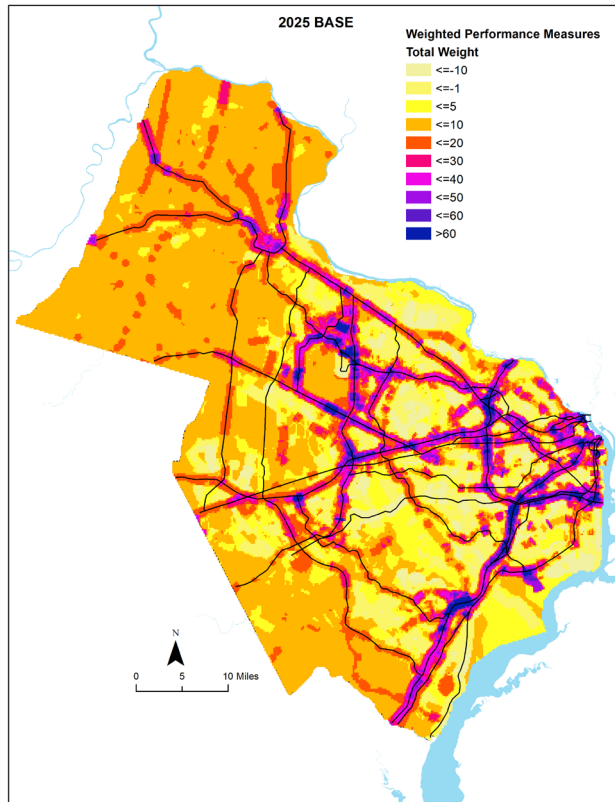 2025 BASE
Weighted Performance Measures
Total Weight
<=-10
<=-1
<=5
<=10
<=20
<=30
<=40
<=50
<=60
>60
N
0 5 10 Miles